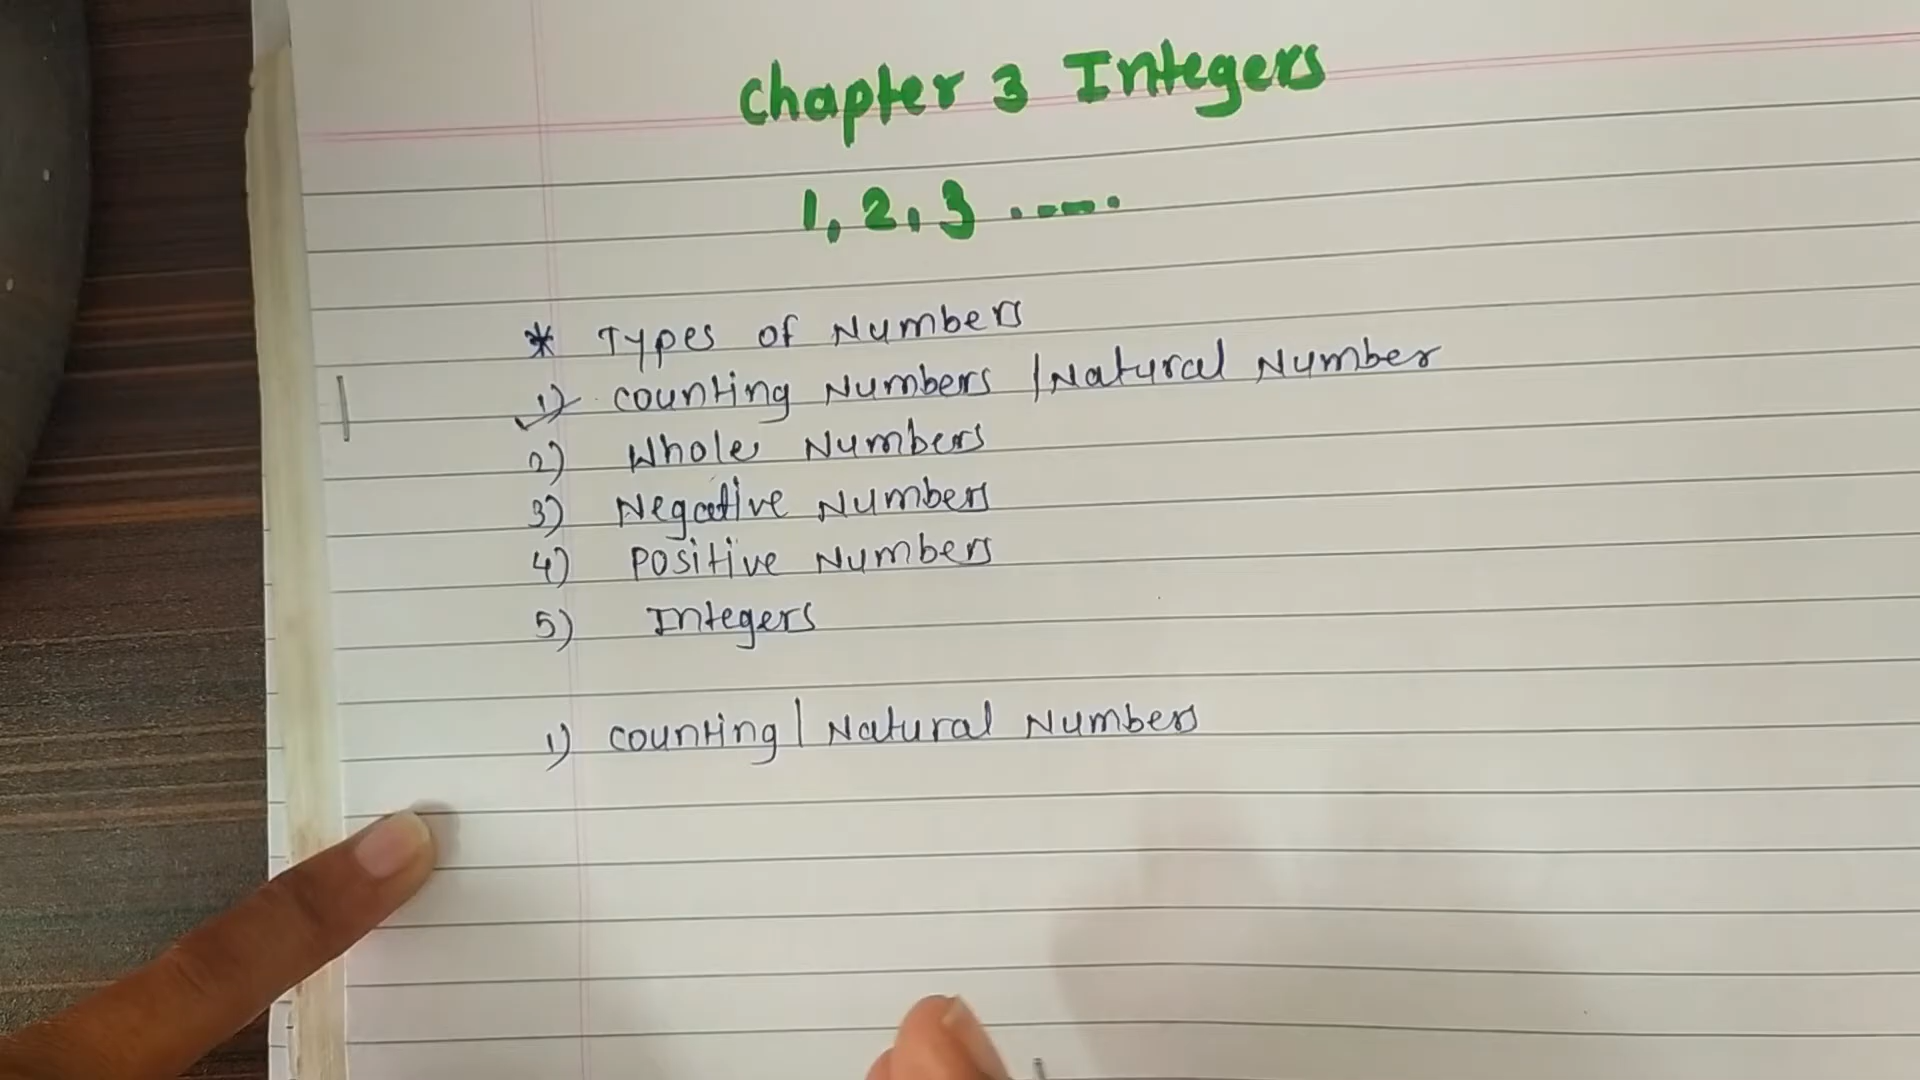 Chapter 3 Integers
1, 2, 3 .....
* Types of Numbers
1) Counting Numbers / Natural Number
2) Whole Numbers
3) Negative Numbers
4) Positive Numbers
5) Integers
1) Counting | Natural Numbers